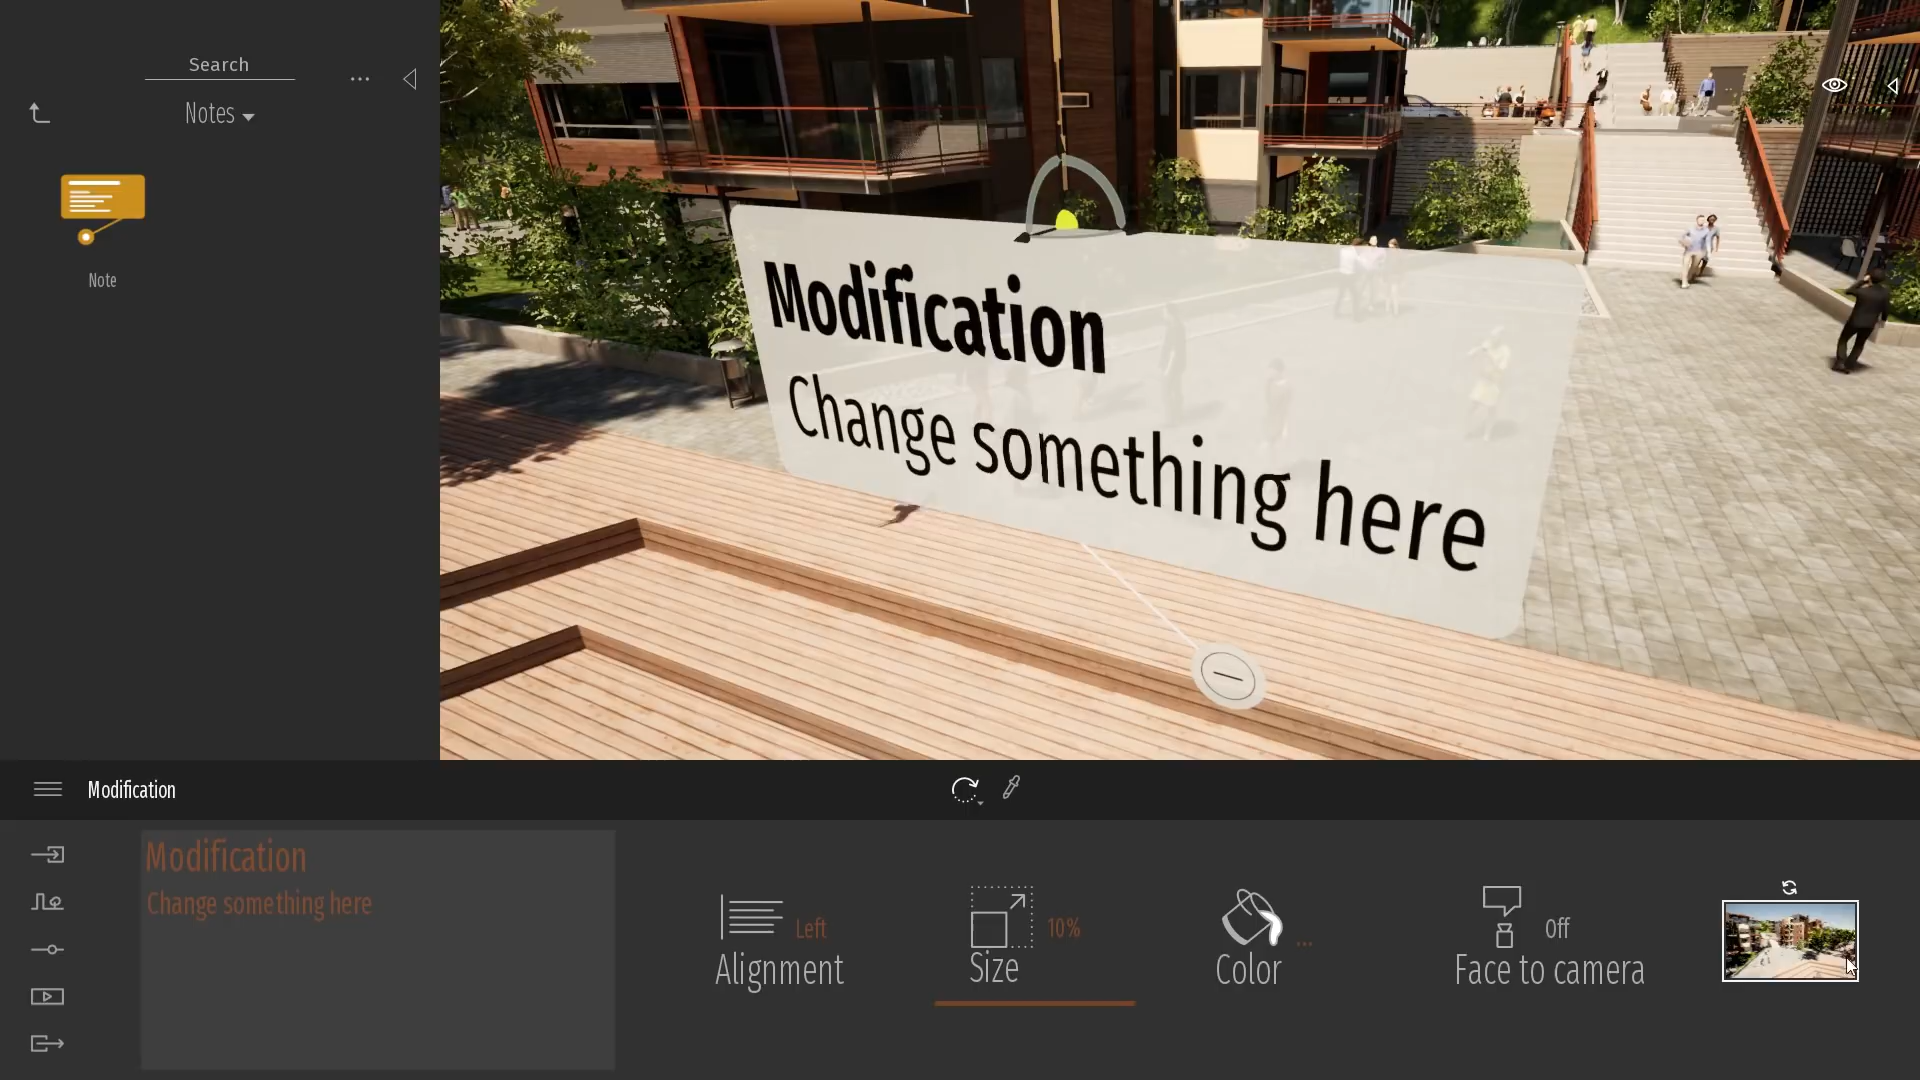 Search
...
Notes
Note
Modification
Change something here
Modification
Modification
Change something here
Left
Alignment
10%
Size
...
Color
Off
Face to camera